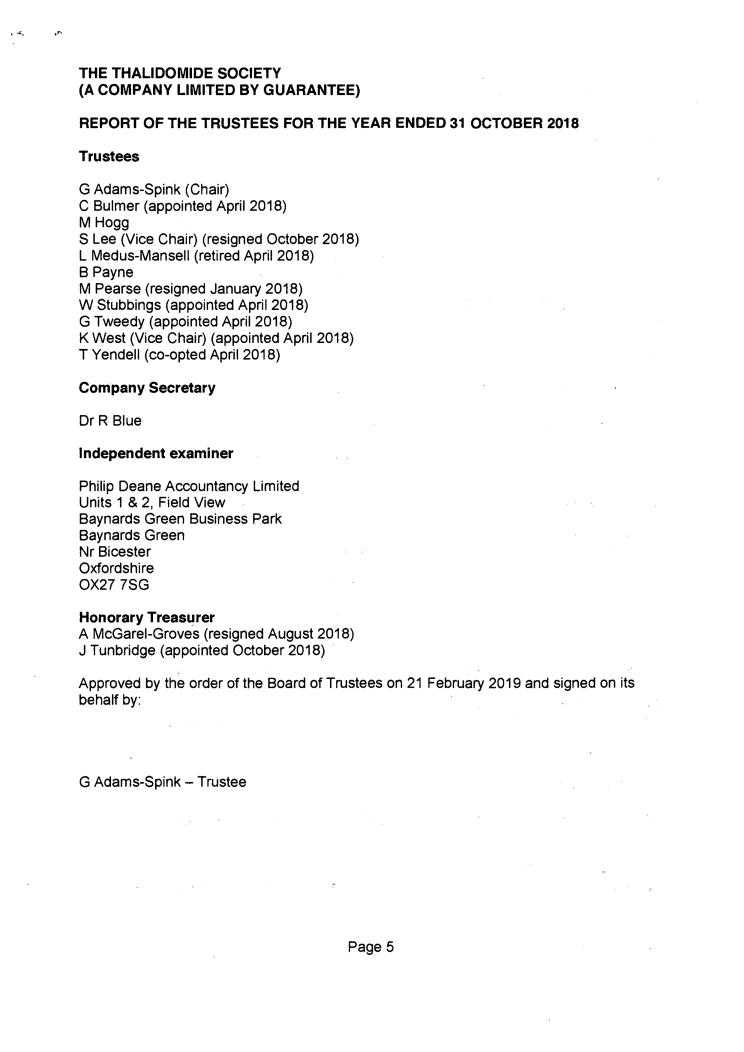 THE THALIDOMIDE SOCIETY
(A COMPANY LIMITED BY GUARANTEE)
REPORT OF THE TRUSTEES FOR THE YEAR ENDED 31 OCTOBER 2018
Trustees
G Adams-Spink (Chair)
C Bulmer (appointed April 2018)
M Hogg
S Lee (Vice Chair) (resigned October 2018)
L Medus-Mansell (retired April 2018)
B Payne
M Pearse (resigned January 2018)
W Stubbings (appointed April 2018)
G Tweedy (appointed April 2018)
K West (Vice Chair) (appointed April 2018)
T Yendell (co-opted April 2018)
Company Secretary
Dr R Blue
Independent examiner
Philip Deane Accountancy Limited
Units 1 & 2, Field View
Baynards Green Business Park
Baynards Green
Nr Bicester
Oxfordshire
OX27 7SG
Honorary Treasurer
A McGarel-Groves (resigned August 2018)
J Tunbridge (appointed October 2018)
Approved by the order of the Board of Trustees on 21 February 2019 and signed on its
behalf by:
G Adams-Spink – Trustee
Page 5